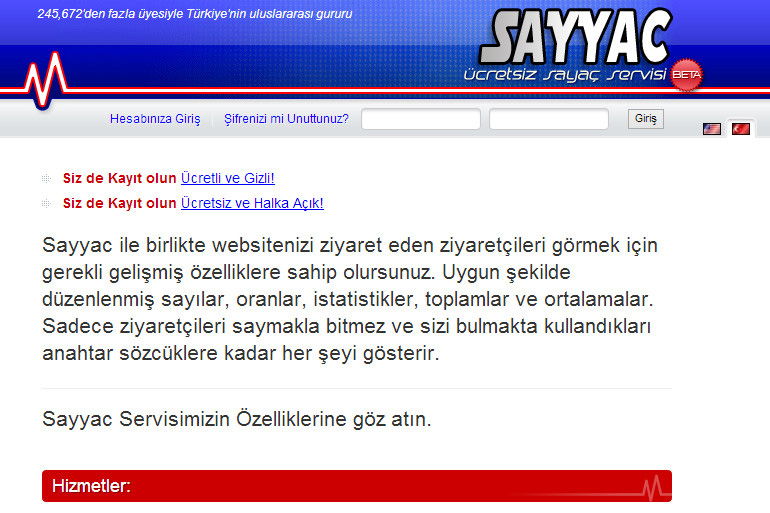 245,672'den fazla üyesiyle Türkiye'nin uluslararası gururu
SAYYAC
ücretsiz sayaç servisi BETA
Hesabınıza Giriş Şifrenizi mi Unuttunuz? Giriş
Siz de Kayıt olun Ücretli ve Gizli!
Siz de Kayıt olun Ücretsiz ve Halka Açık!
Sayyac ile birlikte websitenizi ziyaret eden ziyaretçileri görmek için
gerekli gelişmiş özelliklere sahip olursunuz. Uygun şekilde
düzenlenmiş sayılar, oranlar, istatistikler, toplamlar ve ortalamalar.
Sadece ziyaretçileri saymakla bitmez ve sizi bulmakta kullandıkları
anahtar sözcüklere kadar her şeyi gösterir.
Sayyac Servisimizin Özelliklerine göz atın.
Hizmetler: